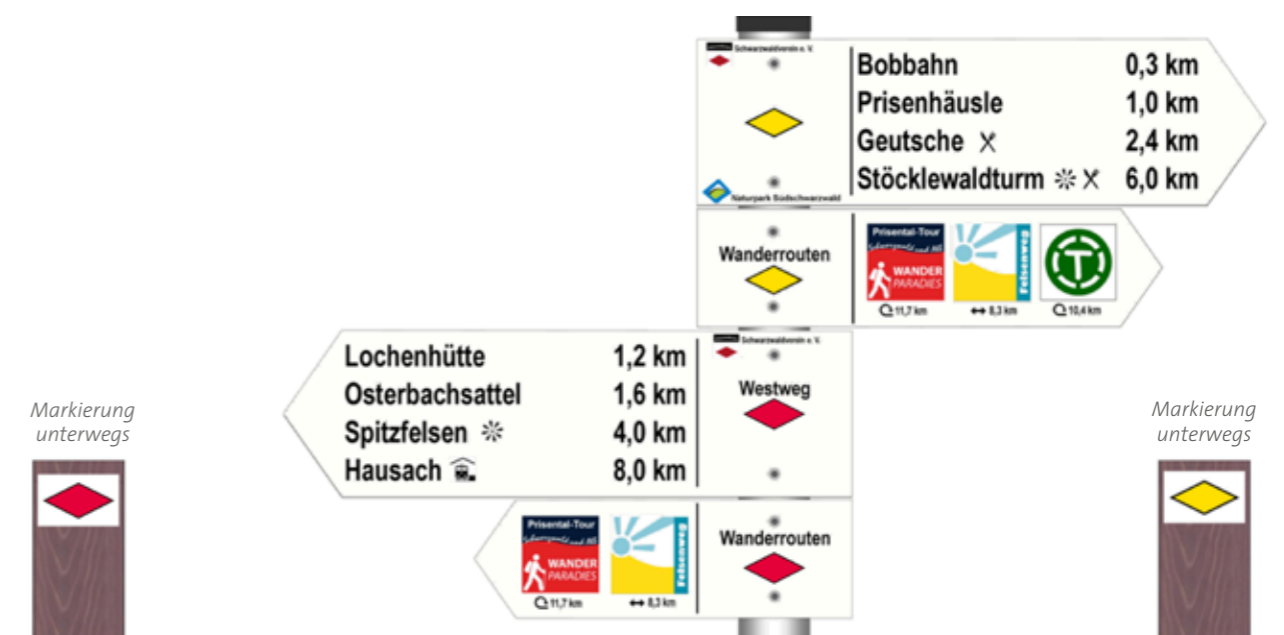 Schwarzwaldverein e. V.
Bobbahn 0,3 km
Prisenhäusle 1,0 km
Geutsche 2,4 km
Stöcklewaldturm 6,0 km
Naturpark Südschwarzwald
Wanderrouten
Prisental-Tour
WANDER
PARADIES
11,7 km
Felsenweg
8,3 km
T
10,4 km
Lochenhütte 1,2 km
Osterbachsattel 1,6 km
Spitzfelsen 4,0 km
Hausach 8,0 km
Schwarzwaldverein e. V.
Westweg
Markierung
unterwegs
Markierung
unterwegs
Prisental-Tour
WANDER
PARADIES
11,7 km
Felsenweg
8,3 km
Wanderrouten